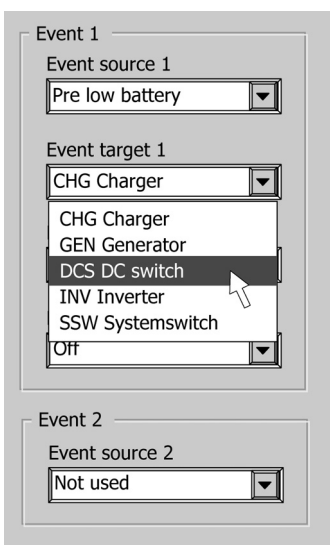 Event 1
Event source 1
Pre low battery
Event target 1
CHG Charger
CHG Charger
GEN Generator
DCS DC switch
INV Inverter
SSW Systemswitch
Off
Event 2
Event source 2
Not used